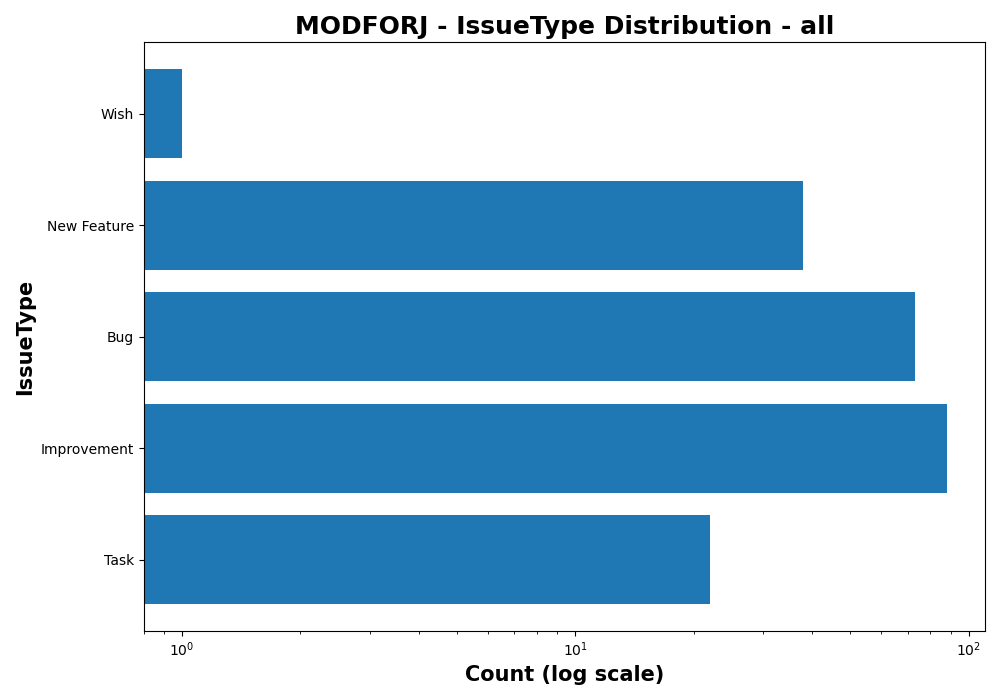 MODFORJ - IssueType Distribution - all
Wish
New Feature
Bug
Improvement
Task
IssueType
10⁰
10¹
10²
Count (log scale)